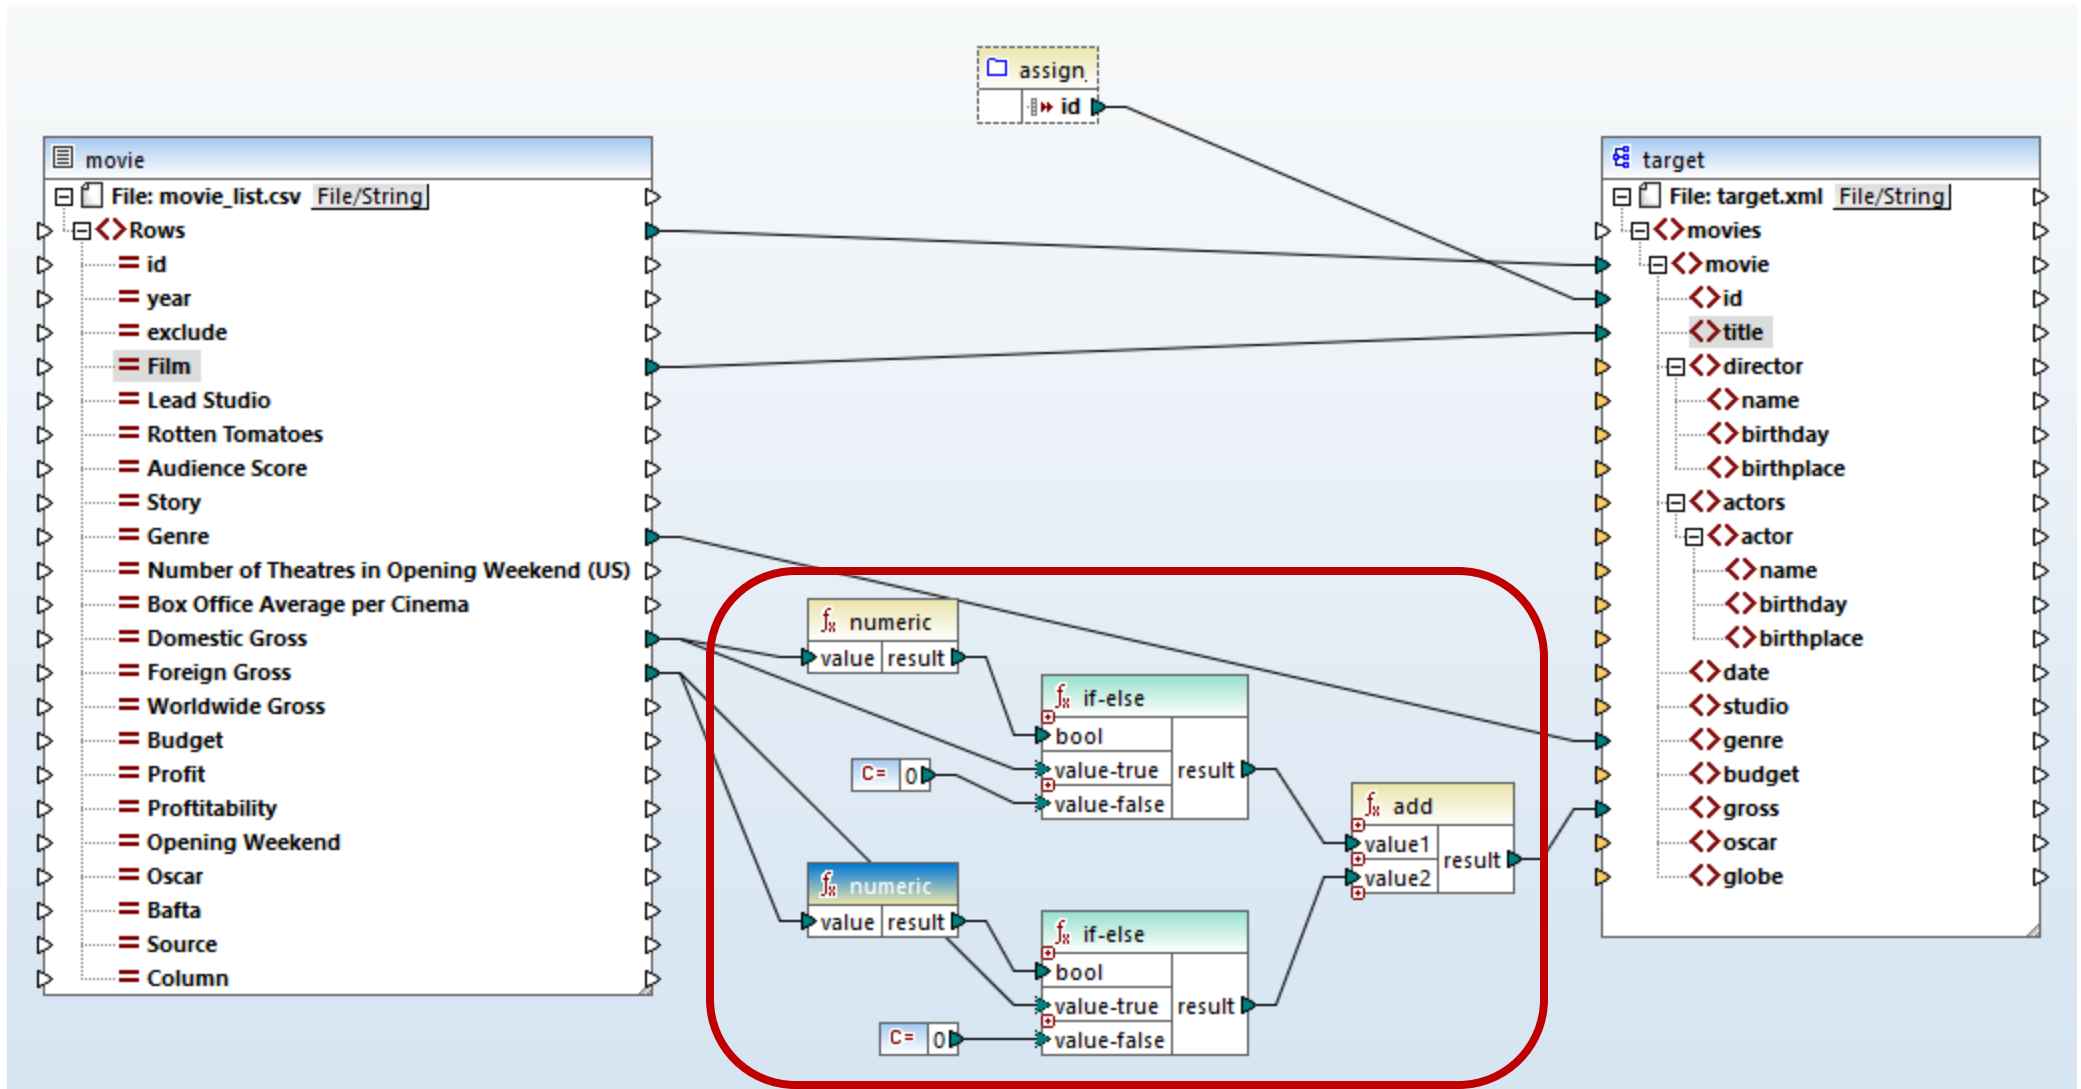 assign
id
movie
File: movie_list.csv File/String
Rows
id
year
exclude
Film
Lead Studio
Rotten Tomatoes
Audience Score
Story
Genre
Number of Theatres in Opening Weekend (US)
Box Office Average per Cinema
Domestic Gross
Foreign Gross
Worldwide Gross
Budget
Profit
Proftitability
Opening Weekend
Oscar
Bafta
Source
Column
fx numeric
value result
fx if-else
bool
value-true result
value-false
C= 0
fx numeric
value result
fx if-else
bool
value-true result
value-false
C= 0
fx add
value1
value2
result
target
File: target.xml File/String
movies
movie
id
title
director
name
birthday
birthplace
actors
actor
name
birthday
birthplace
date
studio
genre
budget
gross
oscar
globe